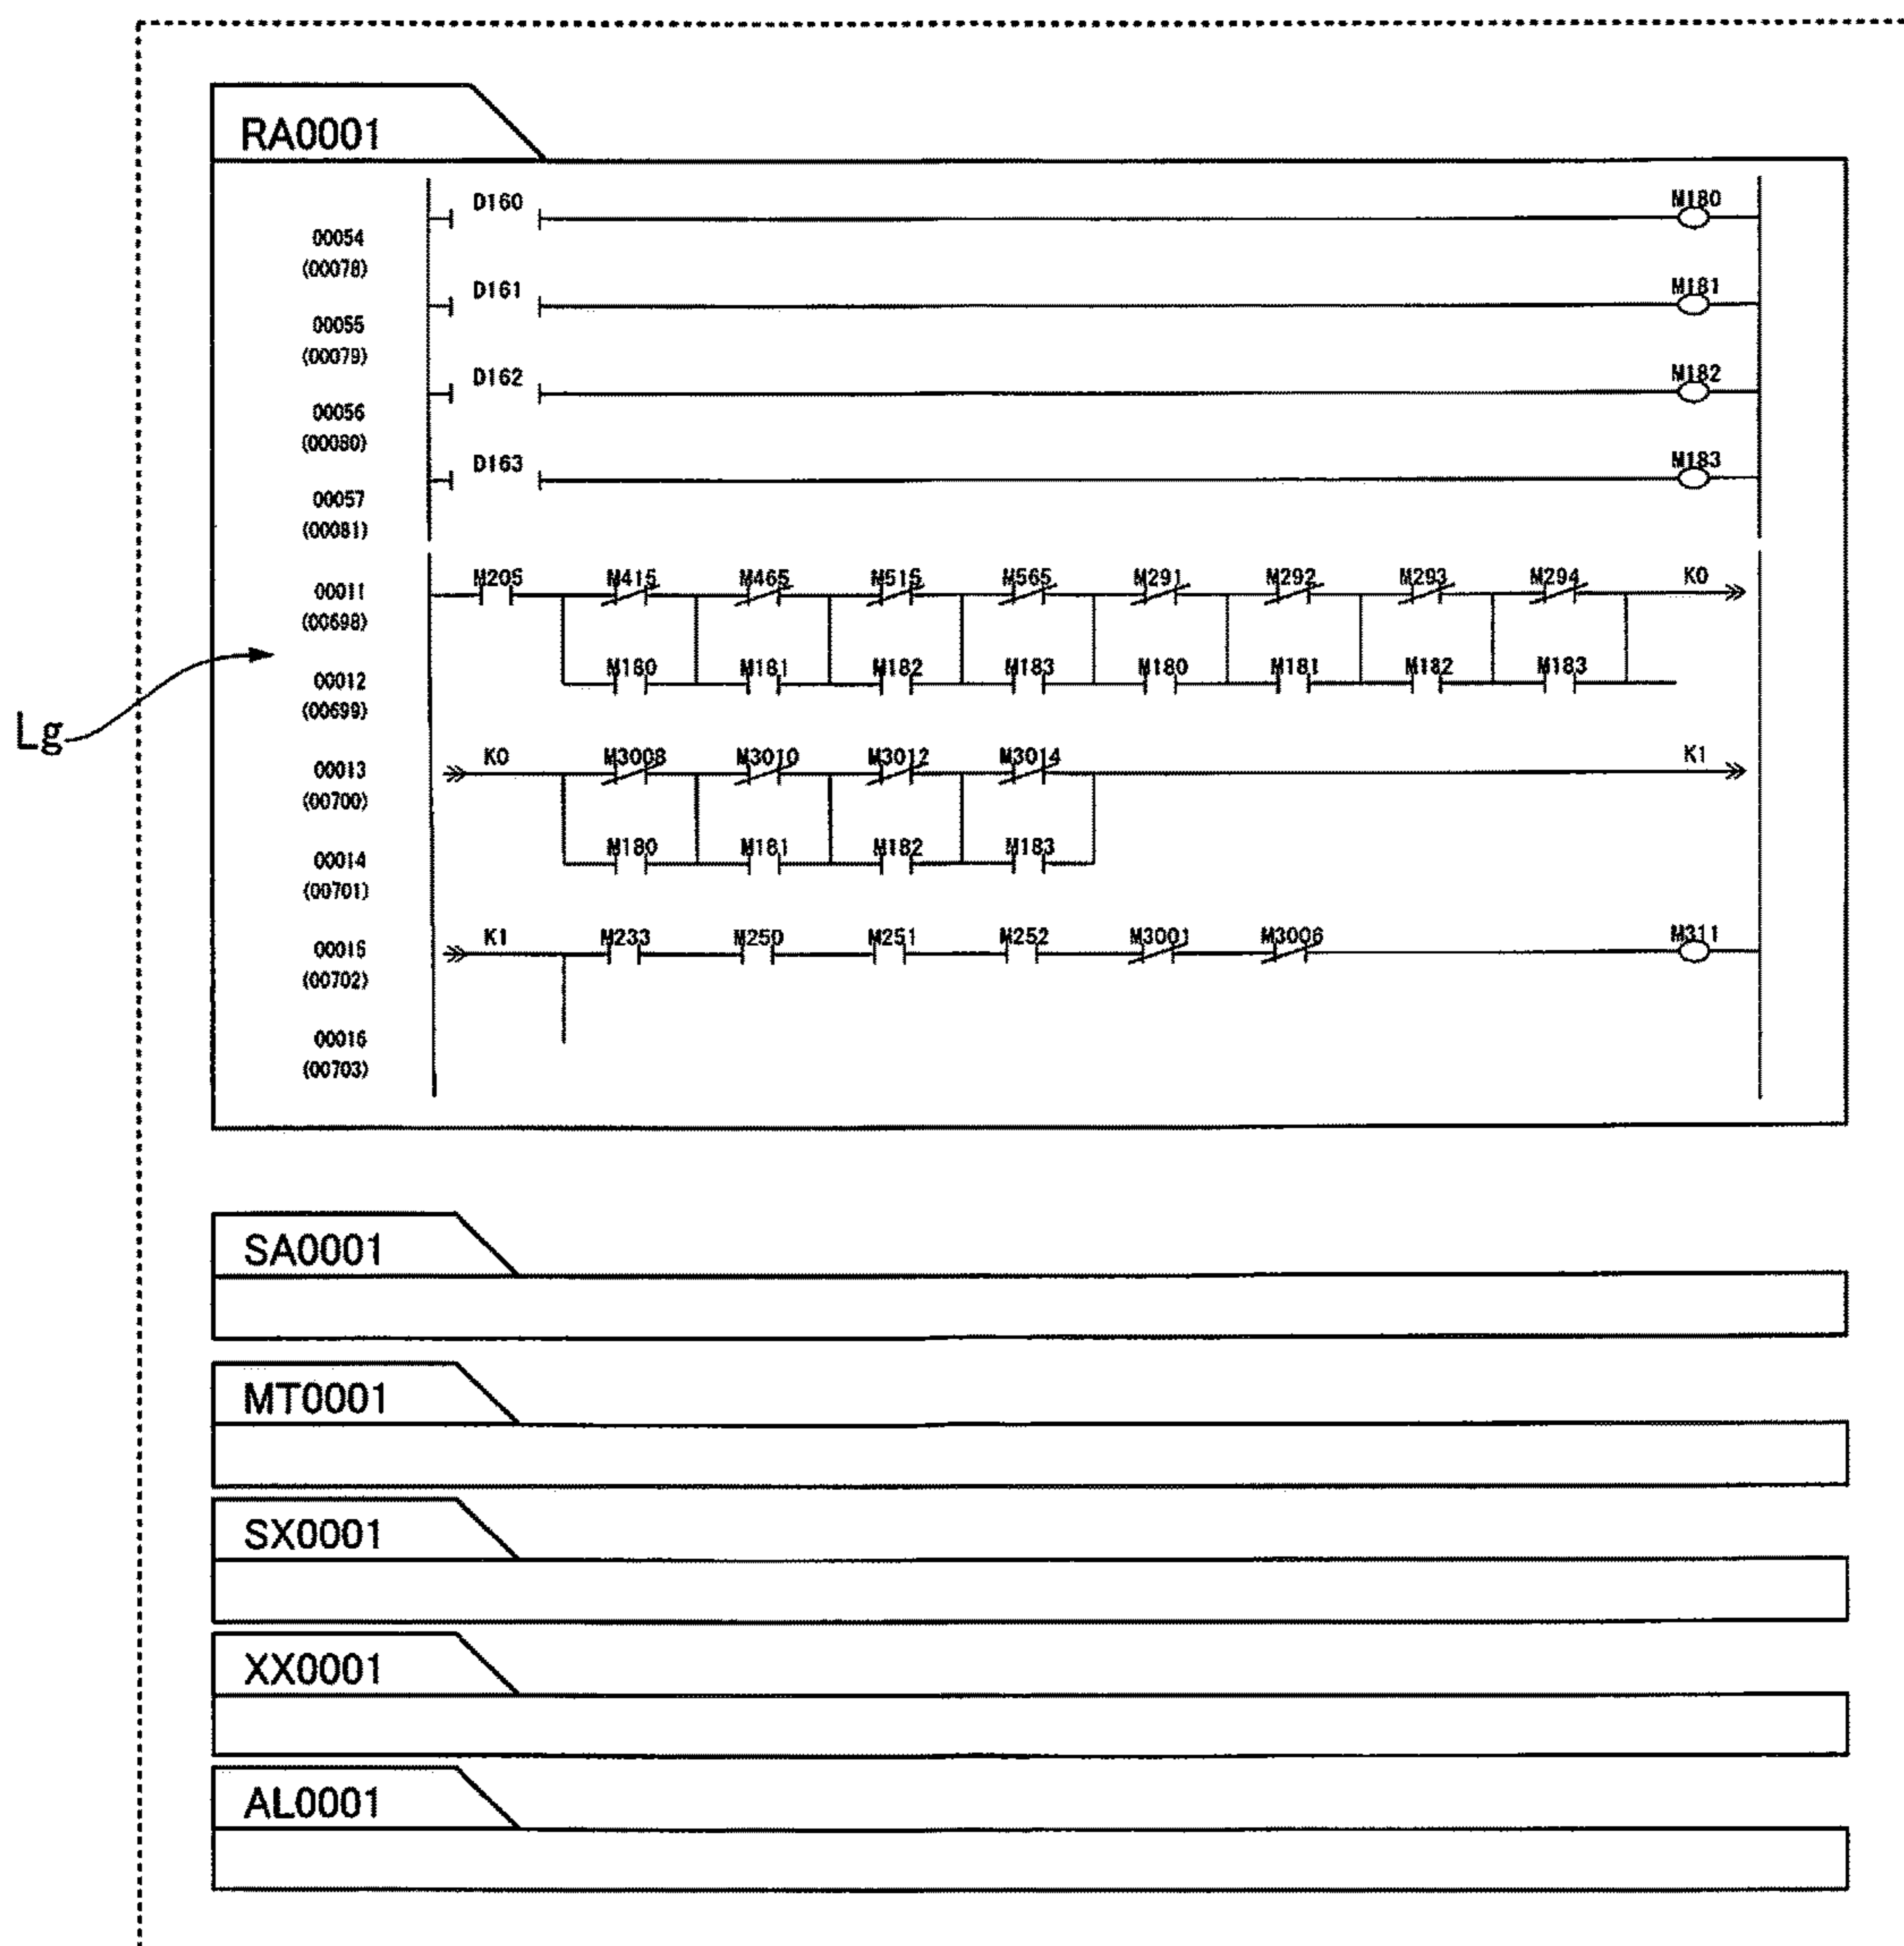 RA0001
D160 M180
00054
(00078)
D161 M181
00055
(00079)
D162 M182
00056
(00080)
D163 M183
00057
(00081)
00011 M205 M415 M465 M515 M565 M291 M292 M293 M294 K0
(00698)
00012 M180 M181 M182 M183 M180 M181 M182 M183
(00699)
Lg
00013 K0 M3008 M3010 M3012 M3014 K1
(00700)
00014 M180 M181 M182 M183
(00701)
00015 K1 M233 M250 M251 M252 M3001 M3006 M311
(00702)
00016
(00703)
SA0001
MT0001
SX0001
XX0001
AL0001